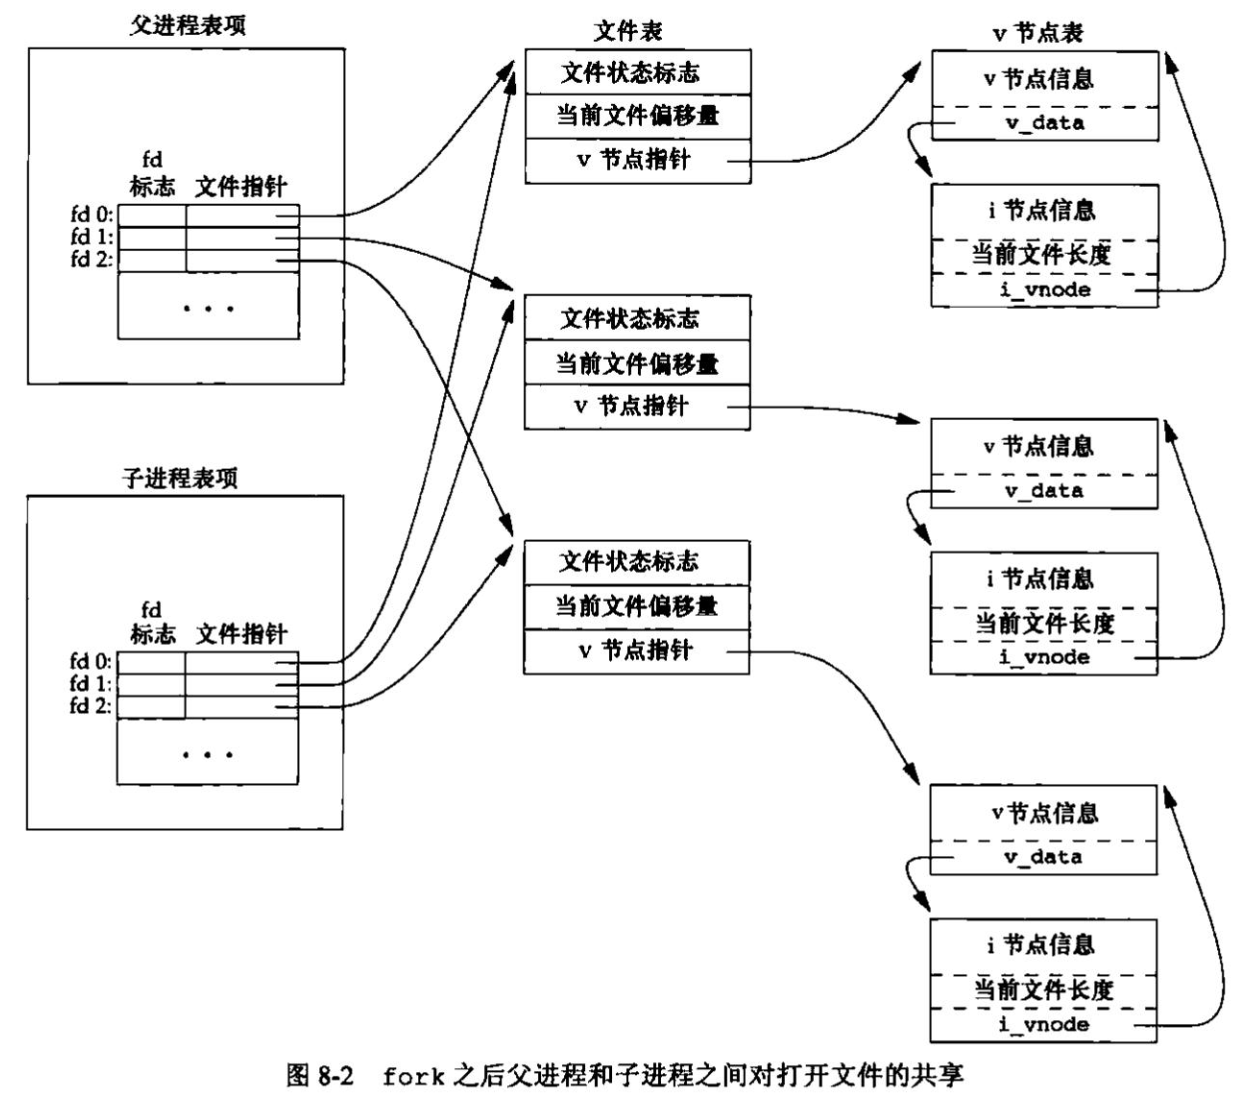 父进程表项
fd
标志 文件指针
fd 0:
fd 1:
fd 2:
• • •
子进程表项
fd
标志 文件指针
fd 0:
fd 1:
fd 2:
• • •
文件表
文件状态标志
当前文件偏移量
v 节点指针
文件状态标志
当前文件偏移量
v 节点指针
文件状态标志
当前文件偏移量
v 节点指针
v 节点表
v 节点信息
v_data
i 节点信息
当前文件长度
i_vnode
v 节点信息
v_data
i 节点信息
当前文件长度
i_vnode
v节点信息
v_data
i 节点信息
当前文件长度
i_vnode
图 8-2 fork 之后父进程和子进程之间对打开文件的共享